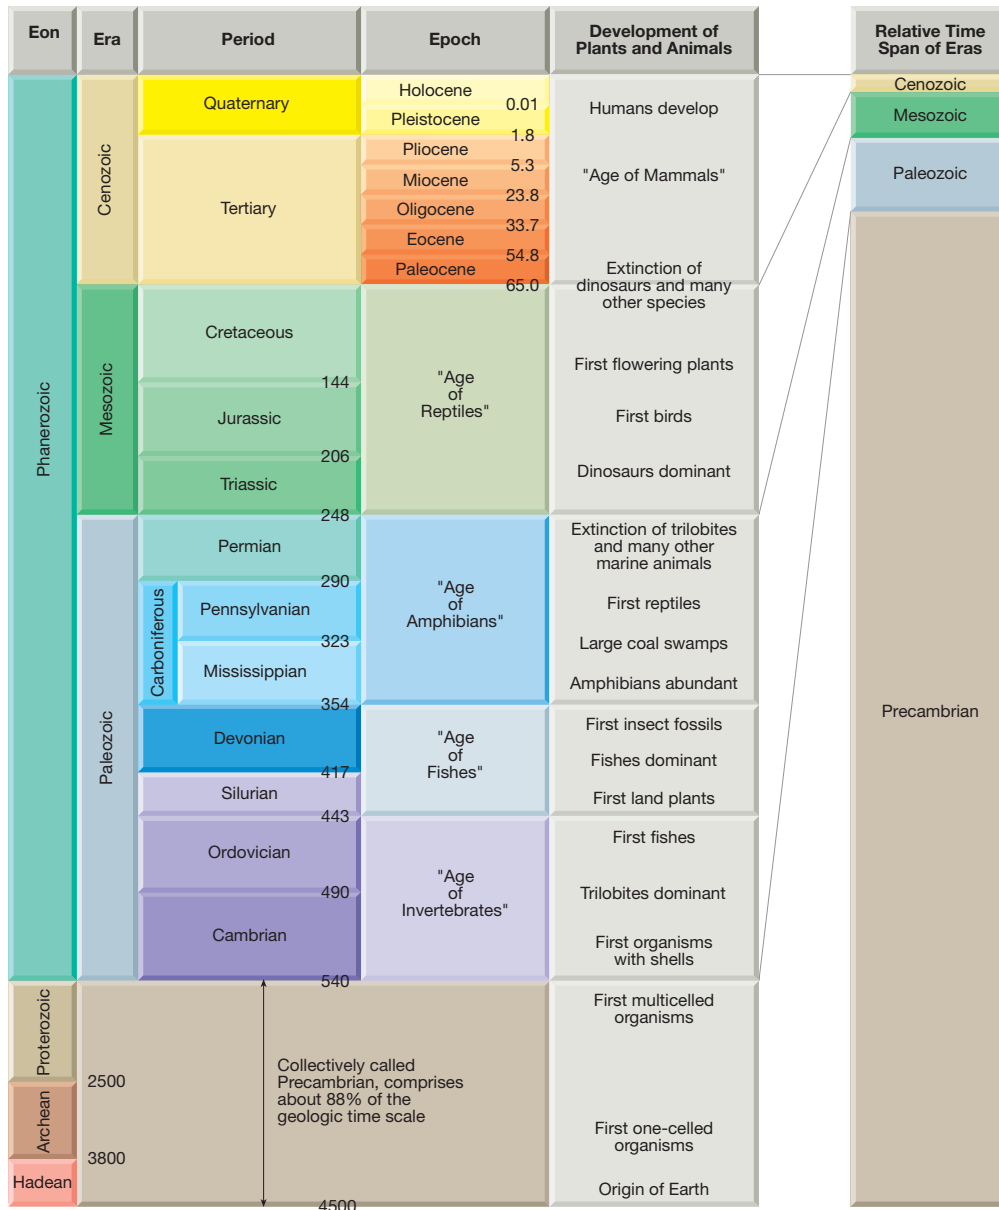 Eon
Era
Period
Epoch
Development of
Plants and Animals
Relative Time
Span of Eras
Phanerozoic
Cenozoic
Quaternary
Tertiary
Holocene
0.01
Pleistocene
1.8
Pliocene
5.3
Miocene
23.8
Oligocene
33.7
Eocene
54.8
Paleocene
65.0
Humans develop
"Age of Mammals"
Extinction of
dinosaurs and many
other species
Mesozoic
Cretaceous
144
Jurassic
206
Triassic
248
"Age
of
Reptiles"
First flowering plants
First birds
Dinosaurs dominant
Paleozoic
Permian
290
Carboniferous
Pennsylvanian
323
Mississippian
354
"Age
of
Amphibians"
Extinction of trilobites
and many other
marine animals
First reptiles
Large coal swamps
Amphibians abundant
Devonian
417
Silurian
443
"Age
of
Fishes"
First insect fossils
Fishes dominant
First land plants
Ordovician
490
Cambrian
540
"Age
of
Invertebrates"
First fishes
Trilobites dominant
First organisms
with shells
Proterozoic
2500
Archean
3800
Hadean
4500
Collectively called
Precambrian, comprises
about 88% of the
geologic time scale
First multicelled
organisms
First one-celled
organisms
Origin of Earth
Cenozoic
Mesozoic
Paleozoic
Precambrian